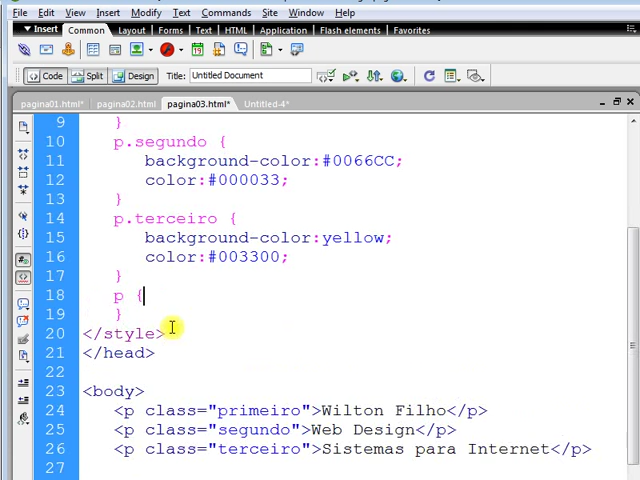 File Edit View Insert Modify Text Commands Site Window Help
Insert Common Layout Forms Text HTML Application Flash elements Favorites
Code Split Design Title: Untitled Document
pagina01.html* pagina02.html pagina03.html* Untitled-4*
9 }
10 p.segundo {
11 background-color:#0066CC;
12 color:#000033;
13 }
14 p.terceiro {
15 background-color:yellow;
16 color:#003300;
17 }
18 p {
19 }
20 </style>
21 </head>
22
23 <body>
24 <p class="primeiro">Wilton Filho</p>
25 <p class="segundo">Web Design</p>
26 <p class="terceiro">Sistemas para Internet</p>
27